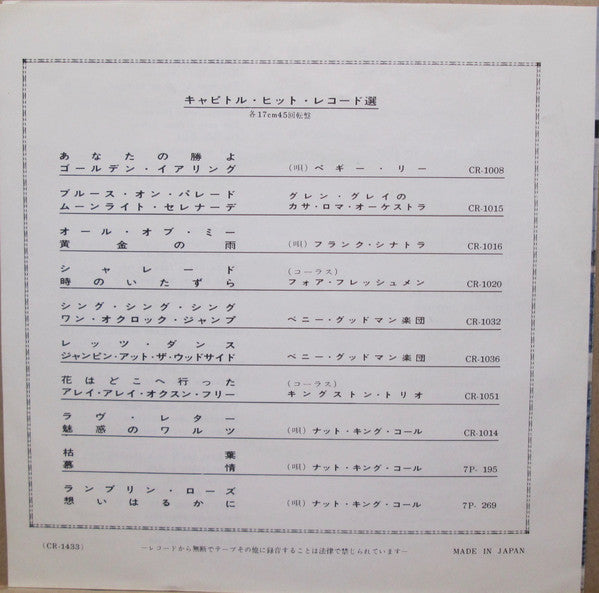 キャピトル・ヒット・レコード選
各17cm45回転盤
あなたの勝よ
ゴールデン・イアリング (唄) ペギー・リー CR-1008
ブルース・オン・パレード グレン・グレイの
ムーンライト・セレナーデ カサ・ロマ・オーケストラ CR-1015
オール・オブ・ミー
黄金の雨 (唄) フランク・シナトラ CR-1016
シャレード (コーラス)
時のいたずら フォア・フレッシュメン CR-1020
シング・シング・シング
ワン・オクロック・ジャンプ ベニー・グッドマン楽団 CR-1032
レッツ・ダンス
ジャンピン・アット・ザ・ウッドサイド ベニー・グッドマン楽団 CR-1036
花はどこへ行った (コーラス)
アレイ・アレイ・オクスン・フリー キングストン・トリオ CR-1051
ラヴ・レター
魅惑のワルツ (唄) ナット・キング・コール CR-1014
枯葉
慕情 (唄) ナット・キング・コール 7P- 195
ランブリン・ローズ
想いはるかに (唄) ナット・キング・コール 7P- 269
(CR-1433) ―レコードから無断でテープその他に録音することは法律で禁じられています― MADE IN JAPAN